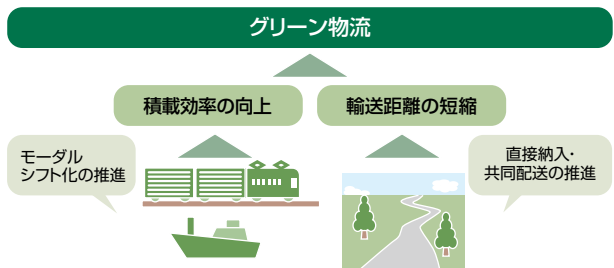 グリーン物流
積載効率の向上
輸送距離の短縮
モーダル
シフト化の推進
直接納入・
共同配送の推進